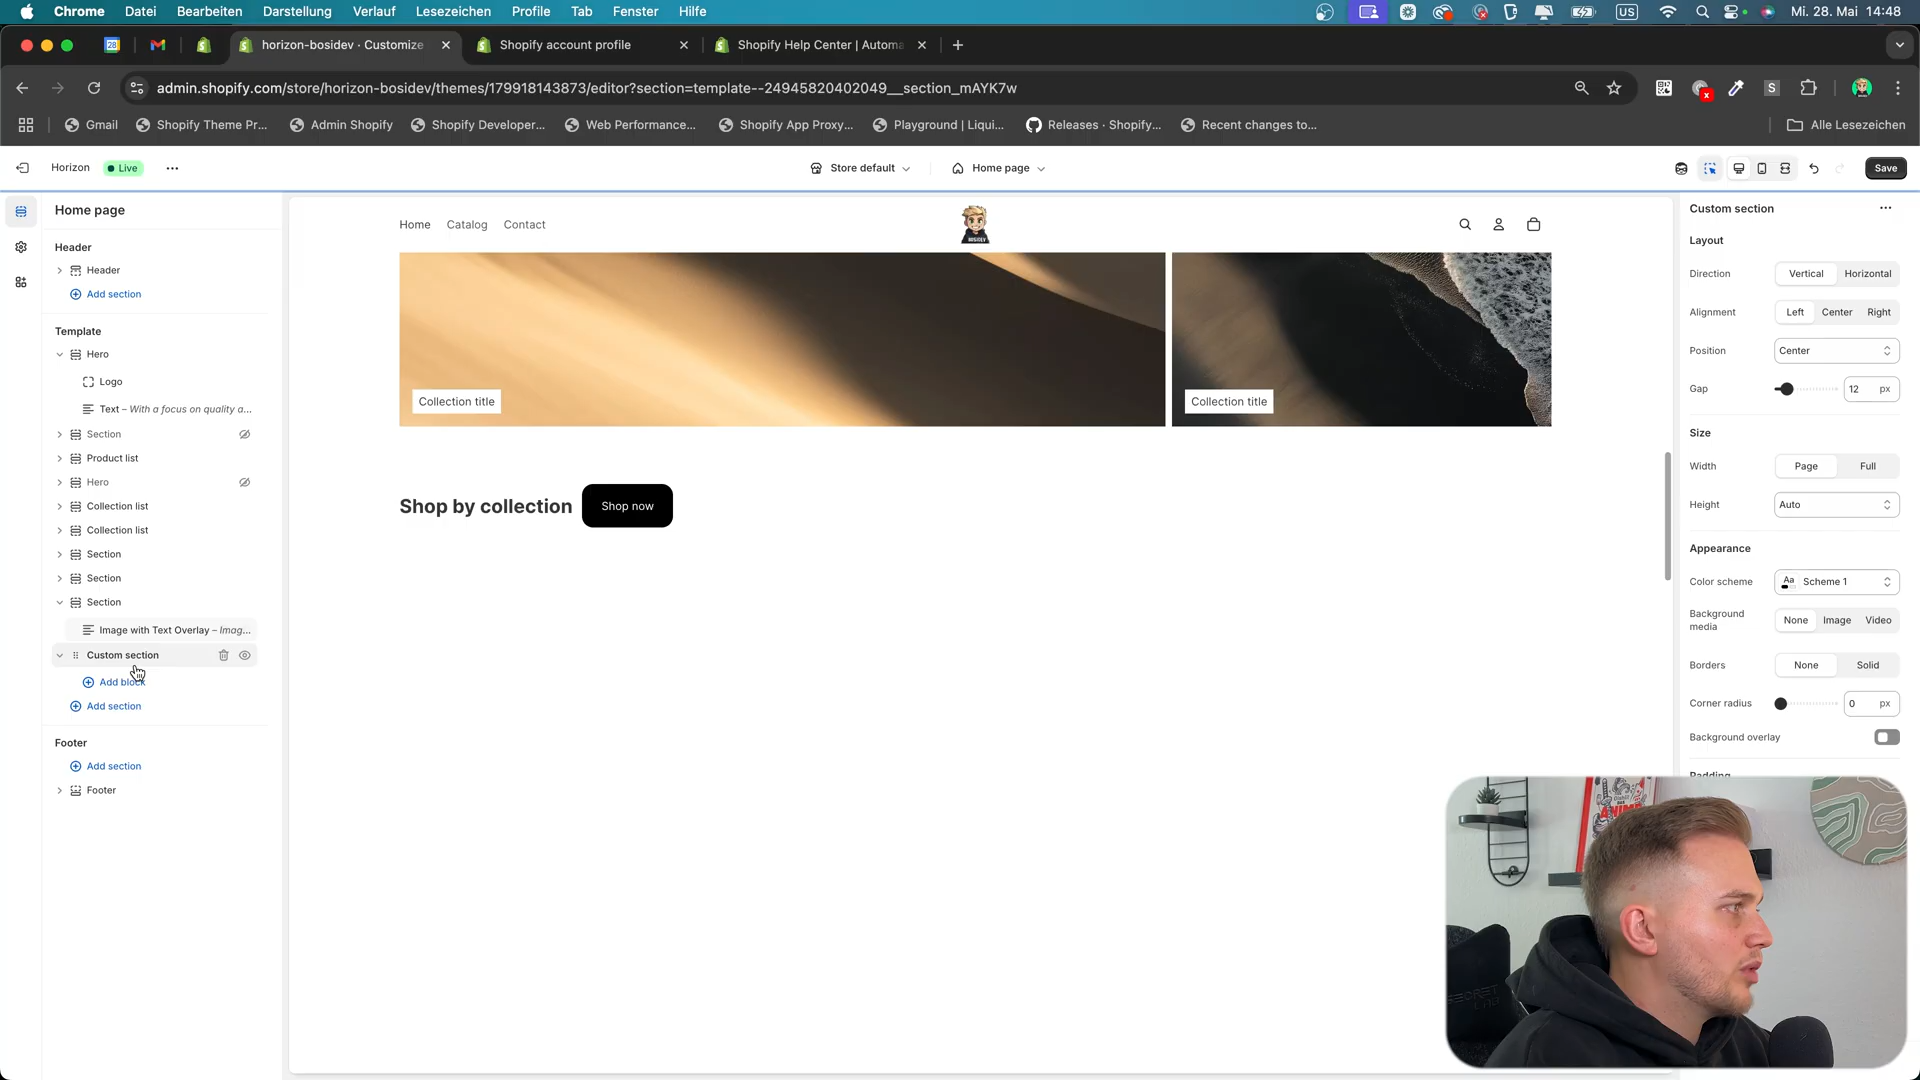 Chrome Datei Bearbeiten Darstellung Verlauf Lesezeichen Profile Tab Fenster Hilfe US Mi. 28. Mai 14:48
28 horizon-bosidev · Customize Shopify account profile Shopify Help Center | Automa
admin.shopify.com/store/horizon-bosidev/themes/179918143873/editor?section=template--24945820402049__section_mAYK7w
Gmail Shopify Theme Pr... Admin Shopify Shopify Developer... Web Performance... Shopify App Proxy... Playground | Liqui... Releases · Shopify... Recent changes to... Alle Lesezeichen
Horizon Live Store default Home page Save
Home page
Header
Header
Add section
Template
Hero
Logo
Text – With a focus on quality a...
Section
Product list
Hero
Collection list
Collection list
Section
Section
Section
Image with Text Overlay – Imag...
Custom section
Add block
Add section
Footer
Add section
Footer
Home Catalog Contact
BOSIDEV
Collection title
Collection title
Shop by collection
Shop now
Custom section
Layout
Direction Vertical Horizontal
Alignment Left Center Right
Position Center
Gap 12 px
Size
Width Page Full
Height Auto
Appearance
Color scheme Aa Scheme 1
Background media None Image Video
Borders None Solid
Corner radius 0 px
Background overlay
Padding